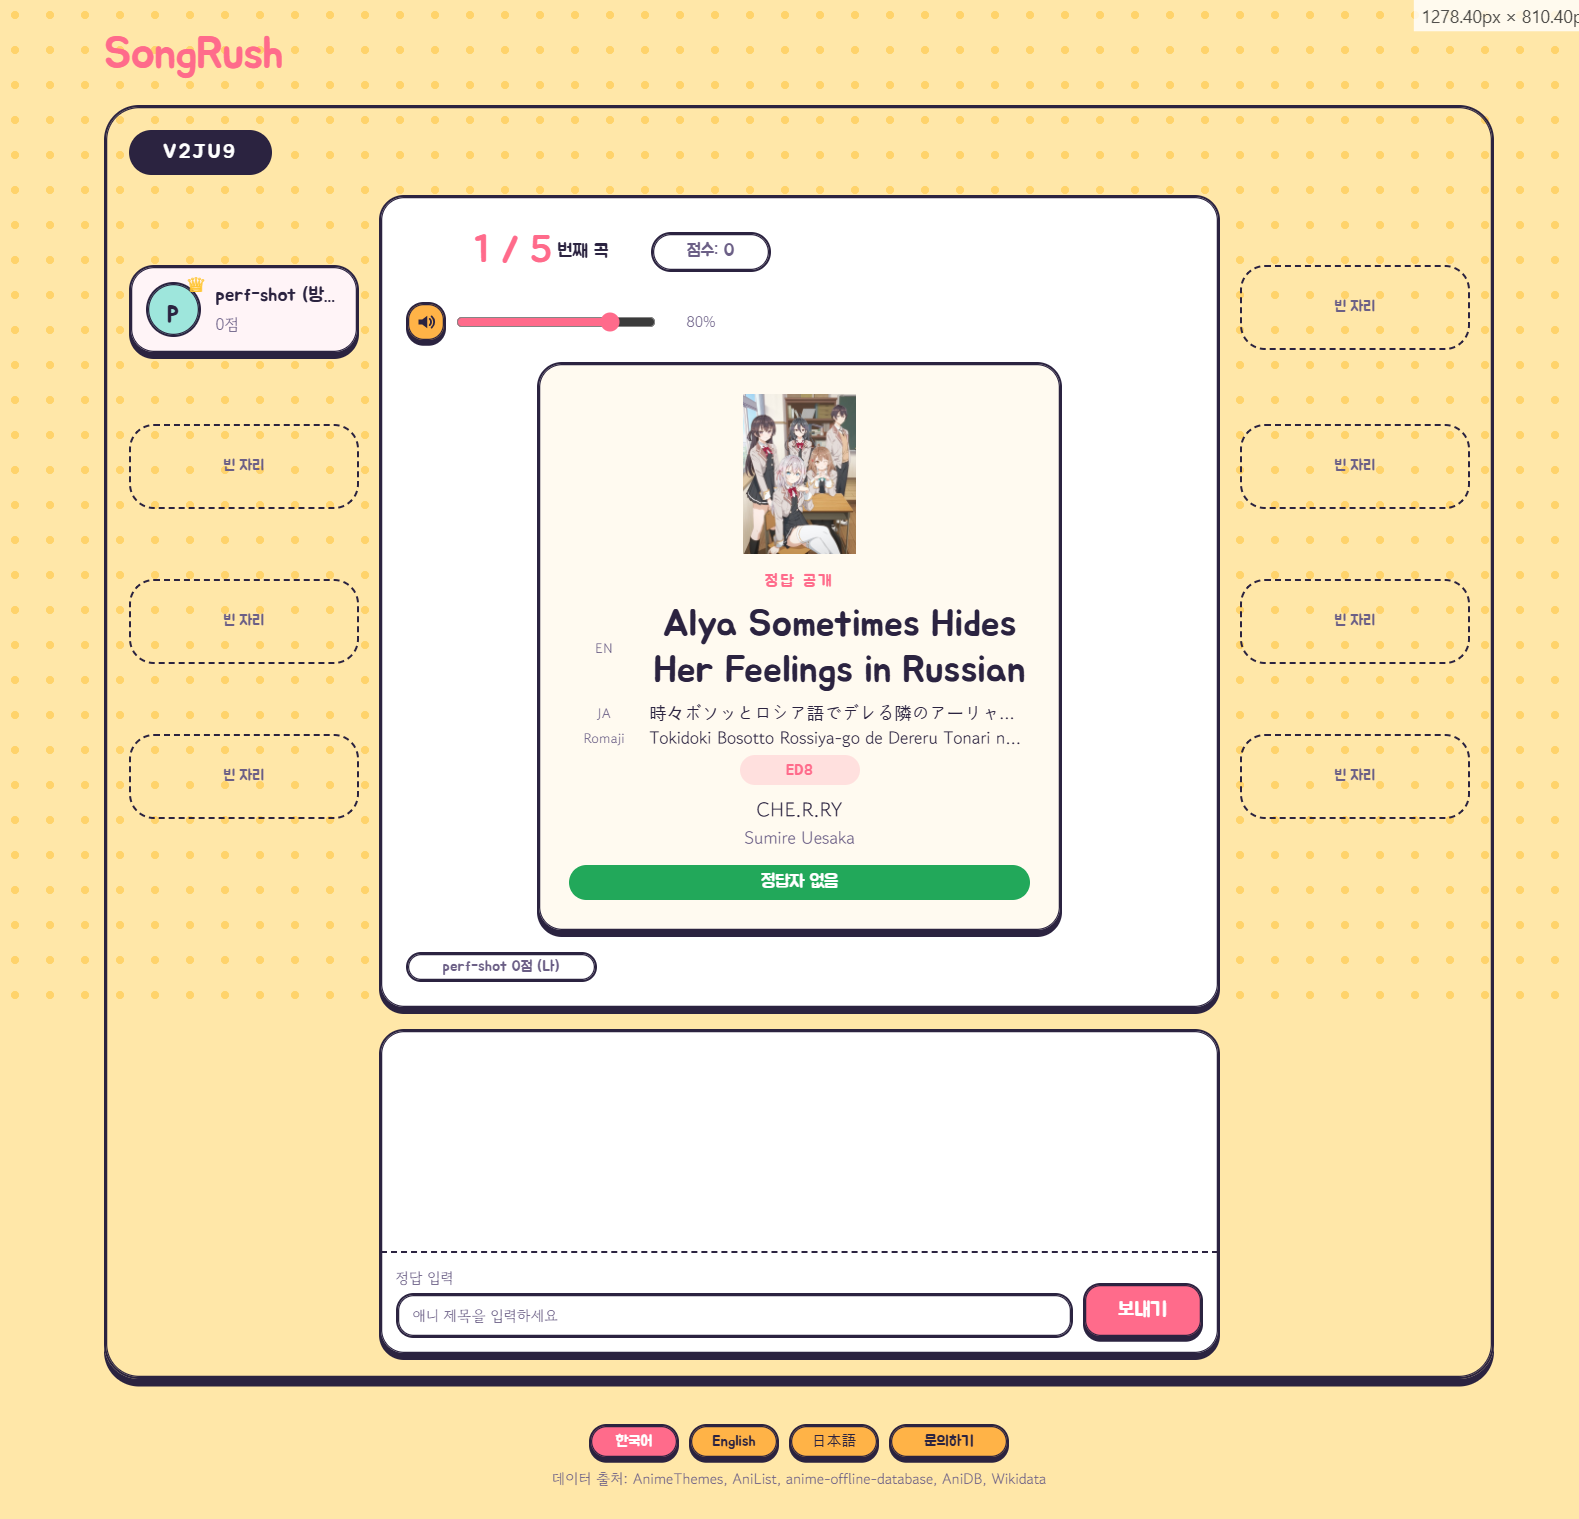 1278.40px × 810.40p
SongRush
V2JU9
1 / 5 번째 곡
점수: 0
P
perf-shot (방...
0점
80%
빈 자리
빈 자리
빈 자리
빈 자리
빈 자리
빈 자리
빈 자리
정답 공개
EN
Alya Sometimes Hides
Her Feelings in Russian
JA
時々ボソッとロシア語でデレる隣のアーリャ...
Romaji
Tokidoki Bosotto Rossiya-go de Dereru Tonari n...
ED8
CHE.R.RY
Sumire Uesaka
정답자 없음
perf-shot 0점 (나)
정답 입력
애니 제목을 입력하세요
보내기
한국어
English
日本語
문의하기
데이터 출처: AnimeThemes, AniList, anime-offline-database, AniDB, Wikidata